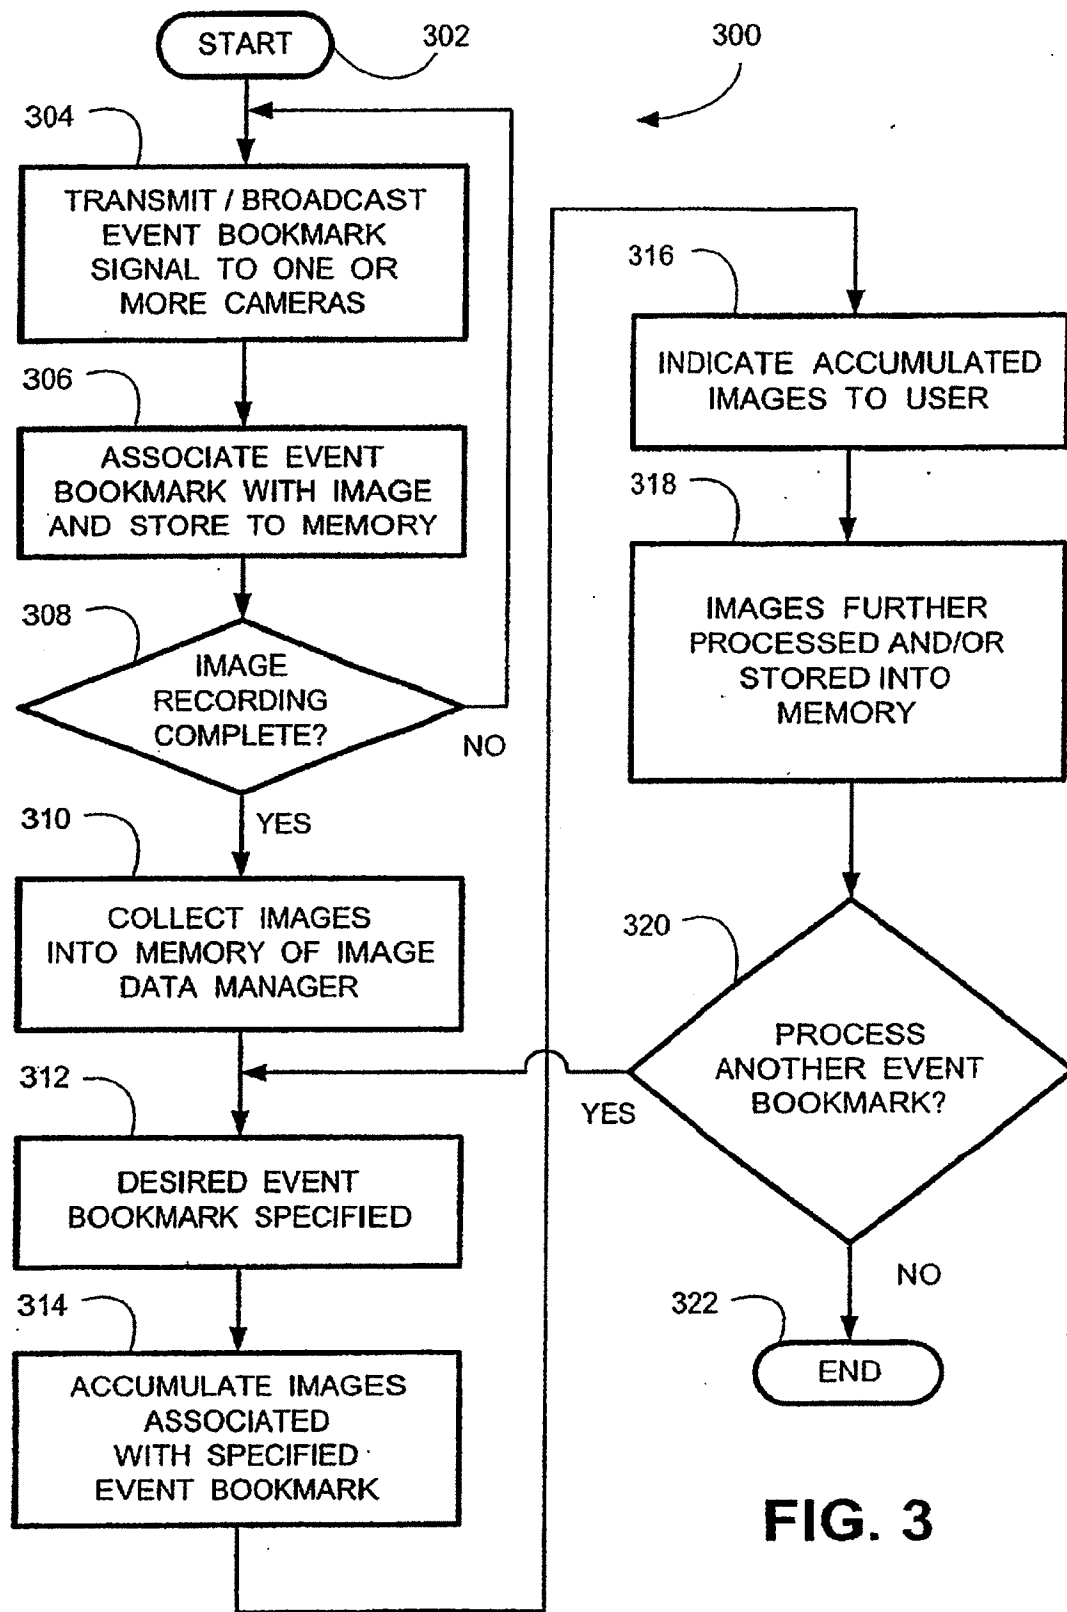 START
302
300
304
TRANSMIT / BROADCAST
EVENT BOOKMARK
SIGNAL TO ONE OR
MORE CAMERAS
306
ASSOCIATE EVENT
BOOKMARK WITH IMAGE
AND STORE TO MEMORY
308
IMAGE
RECORDING
COMPLETE?
NO
YES
310
COLLECT IMAGES
INTO MEMORY OF IMAGE
DATA MANAGER
312
DESIRED EVENT
BOOKMARK SPECIFIED
314
ACCUMULATE IMAGES
ASSOCIATED
WITH SPECIFIED
EVENT BOOKMARK
316
INDICATE ACCUMULATED
IMAGES TO USER
318
IMAGES FURTHER
PROCESSED AND/OR
STORED INTO
MEMORY
320
PROCESS
ANOTHER EVENT
BOOKMARK?
YES
NO
322
END
FIG. 3